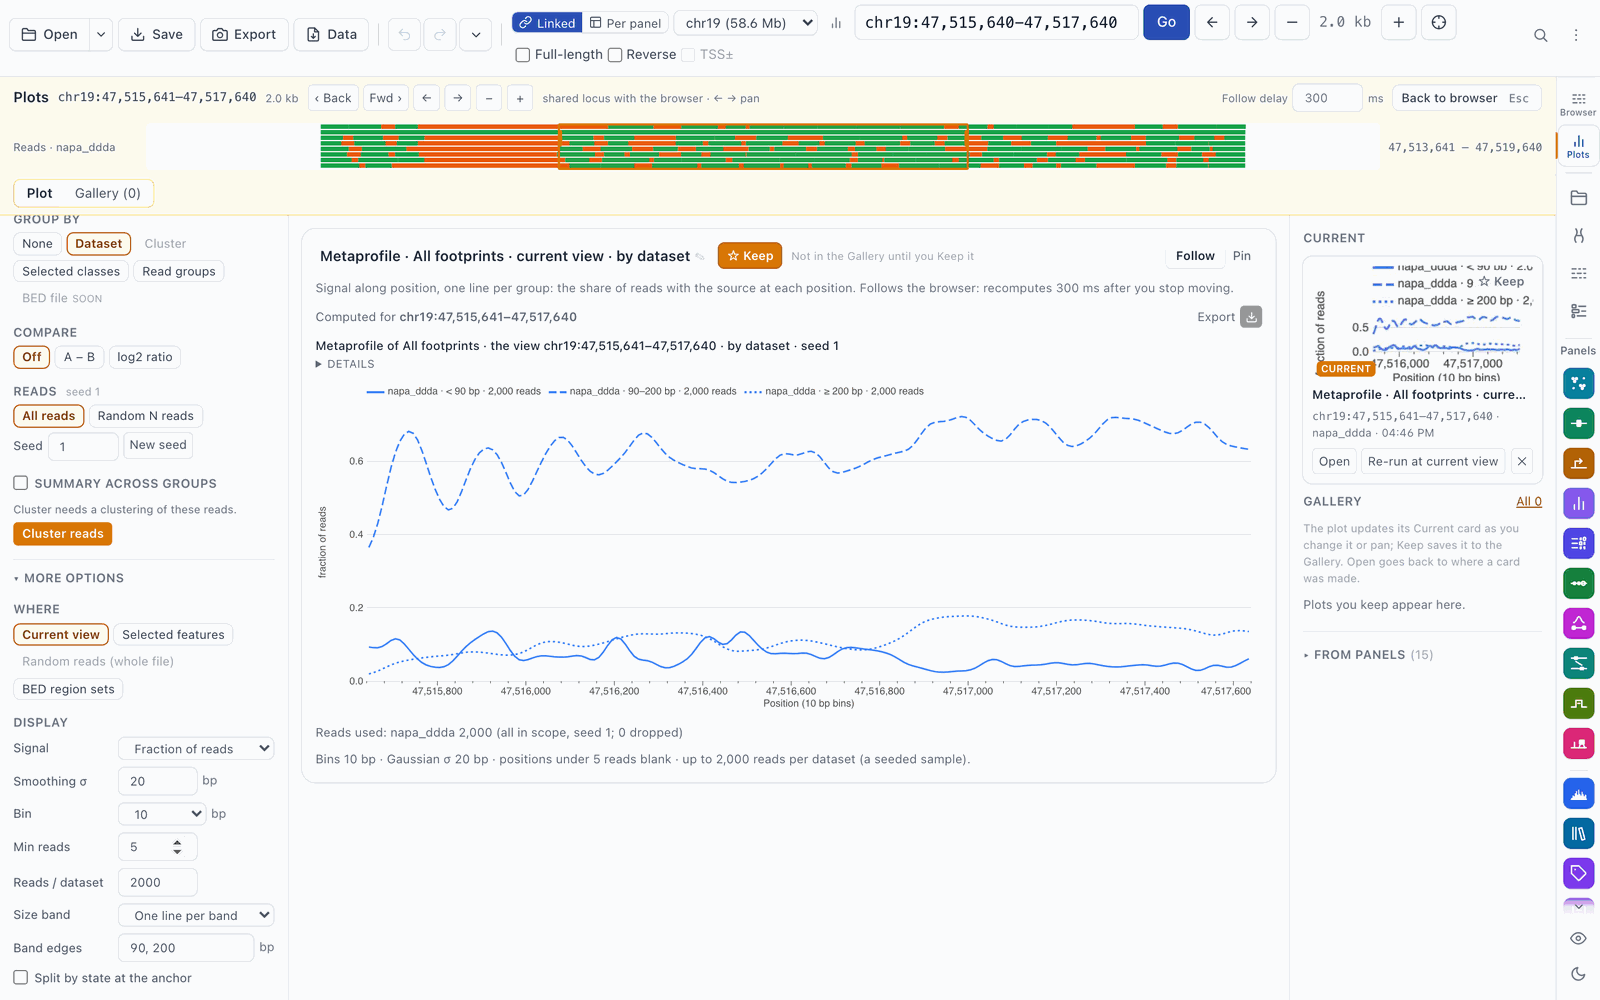 Open
Save
Export
Data
Linked
Per panel
chr19 (58.6 Mb)
chr19:47,515,640–47,517,640
Go
2.0 kb
Full-length
Reverse
TSS±
Plots
chr19:47,515,641–47,517,640
2.0 kb
‹ Back
Fwd ›
←
→
−
+
shared locus with the browser · ← → pan
Follow delay
300
ms
Back to browser Esc
Reads · napa_ddda
47,513,641 – 47,519,640
Plot
Gallery (0)
Browser
Plots
Panels
GROUP BY
None
Dataset
Cluster
Selected classes
Read groups
BED file SOON
COMPARE
Off
A – B
log2 ratio
READS seed 1
All reads
Random N reads
Seed
1
New seed
SUMMARY ACROSS GROUPS
Cluster needs a clustering of these reads.
Cluster reads
MORE OPTIONS
WHERE
Current view
Selected features
Random reads (whole file)
BED region sets
DISPLAY
Signal
Fraction of reads
Smoothing σ
20
bp
Bin
10
bp
Min reads
5
Reads / dataset
2000
Size band
One line per band
Band edges
90, 200
bp
Split by state at the anchor
Metaprofile · All footprints · current view · by dataset
☆ Keep
Not in the Gallery until you Keep it
Follow
Pin
Signal along position, one line per group: the share of reads with the source at each position. Follows the browser: recomputes 300 ms after you stop moving.
Computed for chr19:47,515,641–47,517,640
Export
Metaprofile of All footprints · the view chr19:47,515,641–47,517,640 · by dataset · seed 1
▶ DETAILS
napa_ddda · < 90 bp · 2,000 reads
napa_ddda · 90–200 bp · 2,000 reads
napa_ddda · ≥ 200 bp · 2,000 reads
fraction of reads
0.6
0.4
0.2
0.0
47,515,800
47,516,000
47,516,200
47,516,400
47,516,600
47,516,800
47,517,000
47,517,200
47,517,400
47,517,600
Position (10 bp bins)
Reads used: napa_ddda 2,000 (all in scope, seed 1; 0 dropped)
Bins 10 bp · Gaussian σ 20 bp · positions under 5 reads blank · up to 2,000 reads per dataset (a seeded sample).
CURRENT
napa_ddda · < 90 bp · 2,0
napa_ddda · 9
☆ Keep
napa_ddda · ≥ 200 bp · 2,
ction of reads
0.5
0.0
CURRENT
47,516,000
47,517,000
Position (10 bp bins)
Metaprofile · All footprints · curre...
chr19:47,515,641–47,517,640 ·
napa_ddda · 04:46 PM
Open
Re-run at current view
×
GALLERY
All 0
The plot updates its Current card as you
change it or pan; Keep saves it to the
Gallery. Open goes back to where a card
was made.
Plots you keep appear here.
FROM PANELS (15)